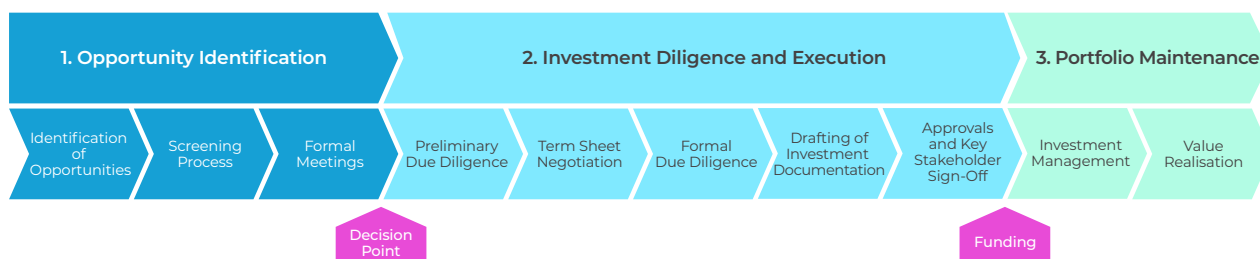 1. Opportunity Identification
2. Investment Diligence and Execution
3. Portfolio Maintenance
Identification
of
Opportunities
Screening
Process
Formal
Meetings
Preliminary
Due Diligence
Term Sheet
Negotiation
Formal
Due Diligence
Drafting of
Investment
Documentation
Approvals
and Key
Stakeholder
Sign-Off
Investment
Management
Value
Realisation
Decision
Point
Funding